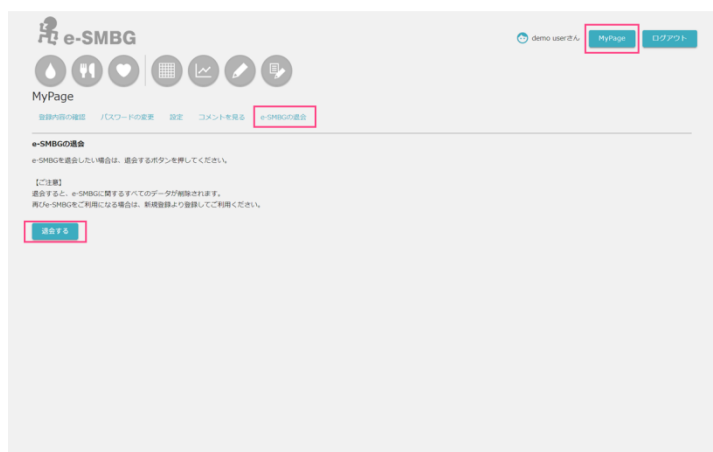 e-SMBG
demo userさん MyPage ログアウト
MyPage
登録内容の確認 パスワードの変更 設定 コメントを見る e-SMBGの退会
e-SMBGの退会
e-SMBGを退会したい場合は、退会するボタンを押してください。
【ご注意】
退会すると、e-SMBGに関するすべてのデータが削除されます。
再びe-SMBGをご利用になる場合は、新規登録より登録してご利用ください。
退会する